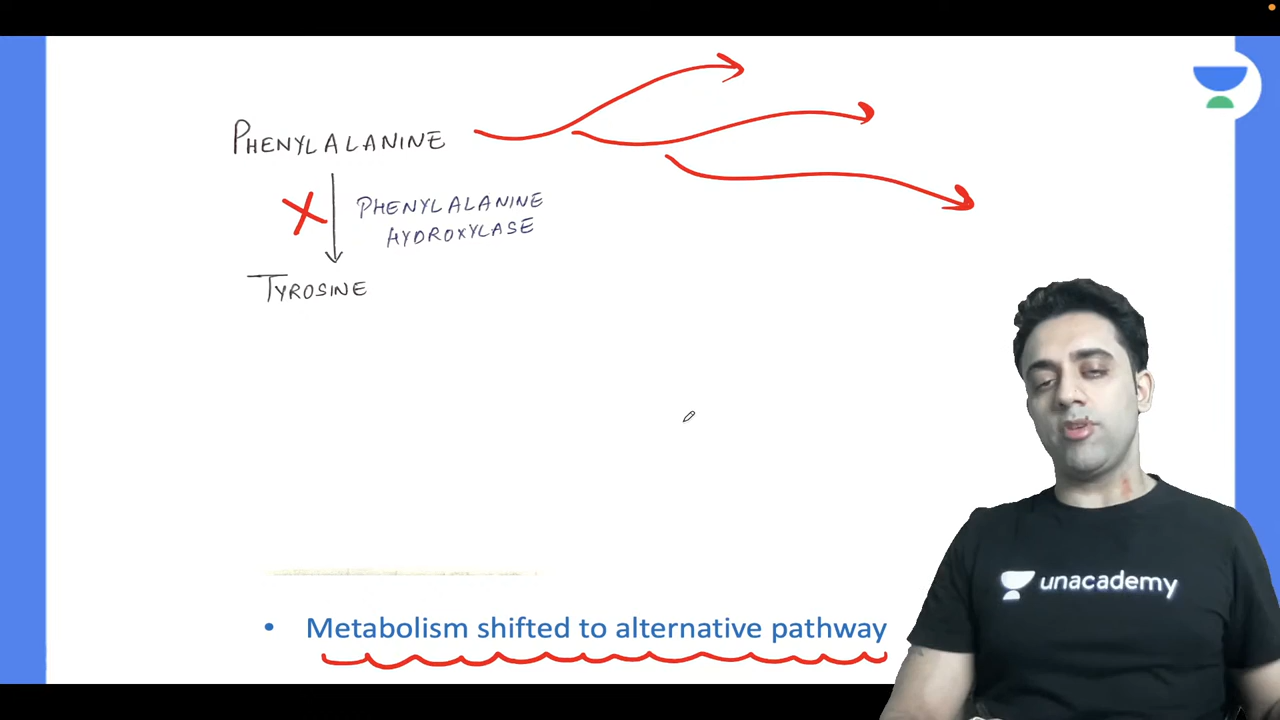 PHENYLALANINE
PHENYLALANINE
HYDROXYLASE
TYROSINE
unacademy
• Metabolism shifted to alternative pathway